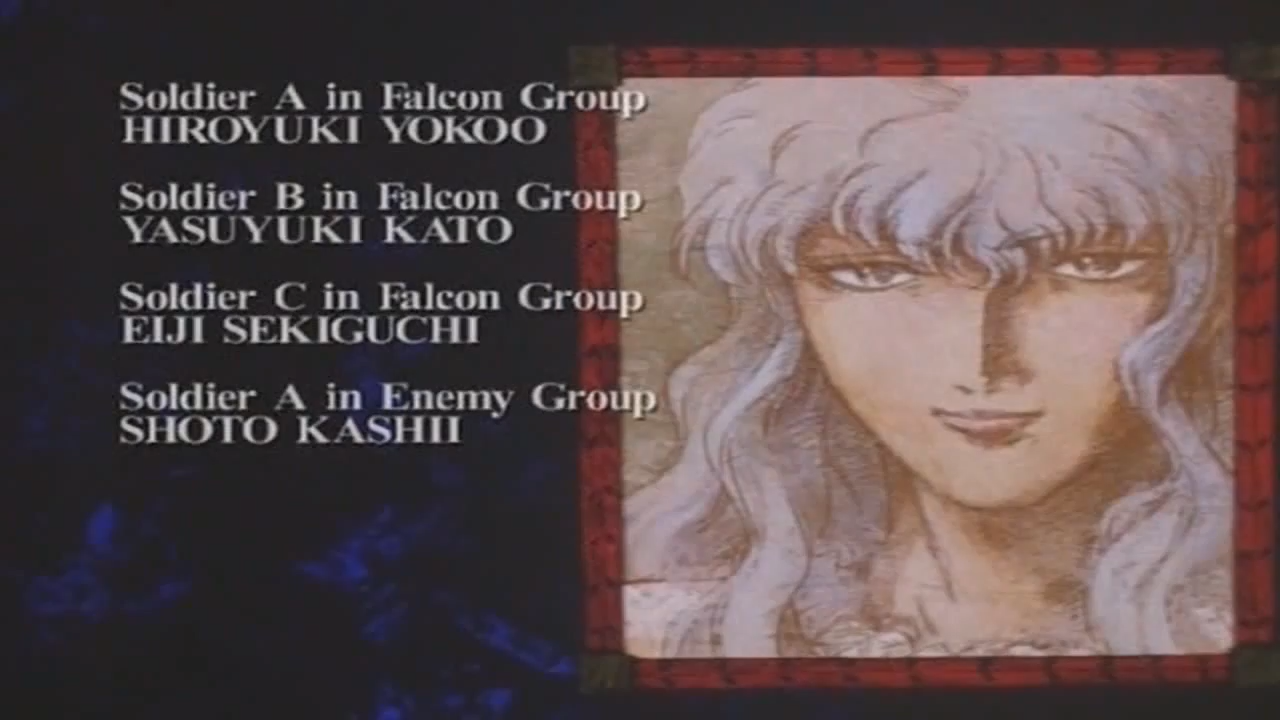 Soldier A in Falcon Group
HIROYUKI YOKOO
Soldier B in Falcon Group
YASUYUKI KATO
Soldier C in Falcon Group
EIJI SEKIGUCHI
Soldier A in Enemy Group
SHOTO KASHII